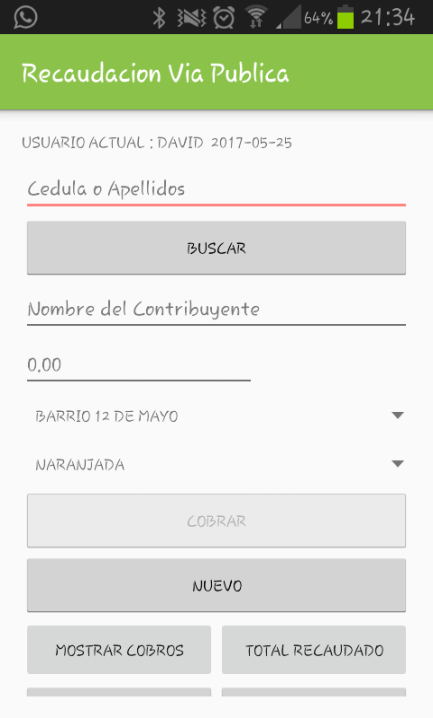 64% 21:34
Recaudacion Via Publica
USUARIO ACTUAL : DAVID 2017-05-25
Cedula o Apellidos
BUSCAR
Nombre del Contribuyente
0.00
BARRIO 12 DE MAYO
NARANJADA
COBRAR
NUEVO
MOSTRAR COBROS TOTAL RECAUDADO